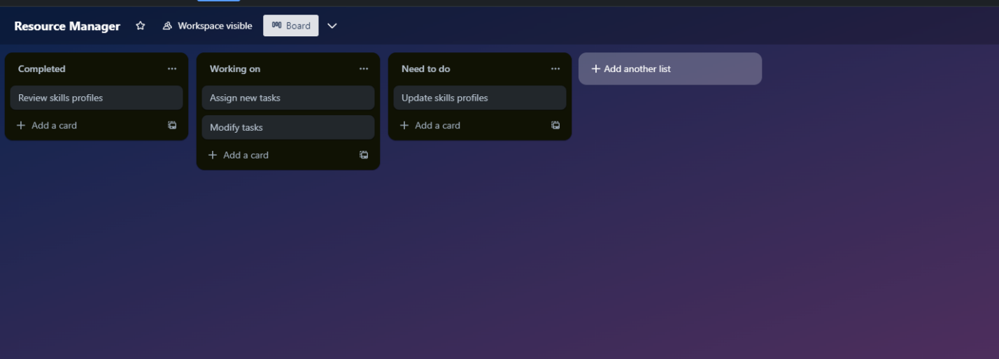 Resource Manager
Workspace visible
Board
Completed
Review skills profiles
Add a card
Working on
Assign new tasks
Modify tasks
Add a card
Need to do
Update skills profiles
Add a card
Add another list